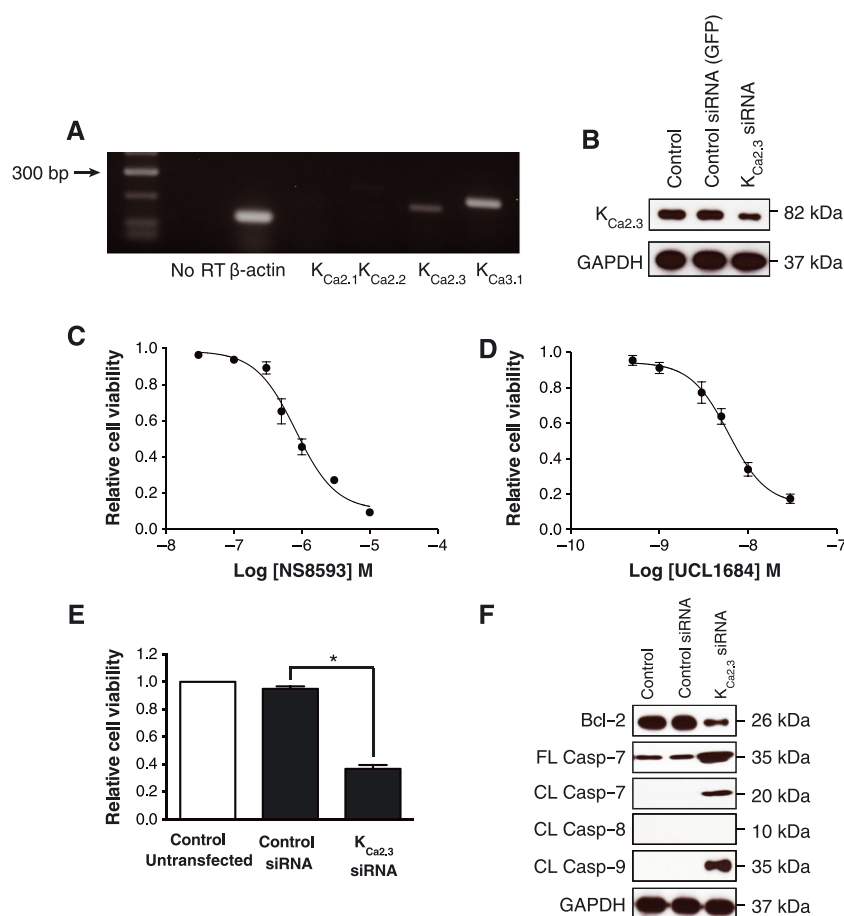 A
300 bp
No RT β-actin KCa2.1 KCa2.2 KCa2.3 KCa3.1
B
Control
Control siRNA (GFP)
KCa2.3 siRNA
KCa2.3
82 kDa
GAPDH
37 kDa
C
Relative cell viability
1.0
0.8
0.6
0.4
0.2
0.0
−8 −7 −6 −5 −4
Log [NS8593] M
D
Relative cell viability
1.0
0.8
0.6
0.4
0.2
0.0
−10 −9 −8 −7
Log [UCL1684] M
E
Relative cell viability
1.2
1.0
0.8
0.6
0.4
0.2
0.0
*
Control
Untransfected
Control
siRNA
KCa2.3
siRNA
F
Control
Control siRNA
KCa2.3 siRNA
Bcl-2
26 kDa
FL Casp-7
35 kDa
CL Casp-7
20 kDa
CL Casp-8
10 kDa
CL Casp-9
35 kDa
GAPDH
37 kDa